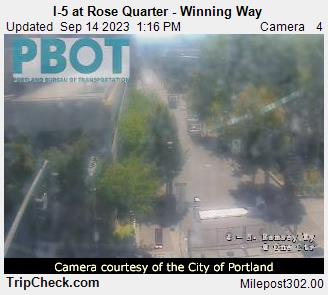 I-5 at Rose Quarter - Winning Way
Updated Sep 14 2023 1:16 PM Camera 4
PBOT
PORTLAND BUREAU OF TRANSPORTATION
N Ctr
Camera courtesy of the City of Portland
TripCheck.com Milepost302.00